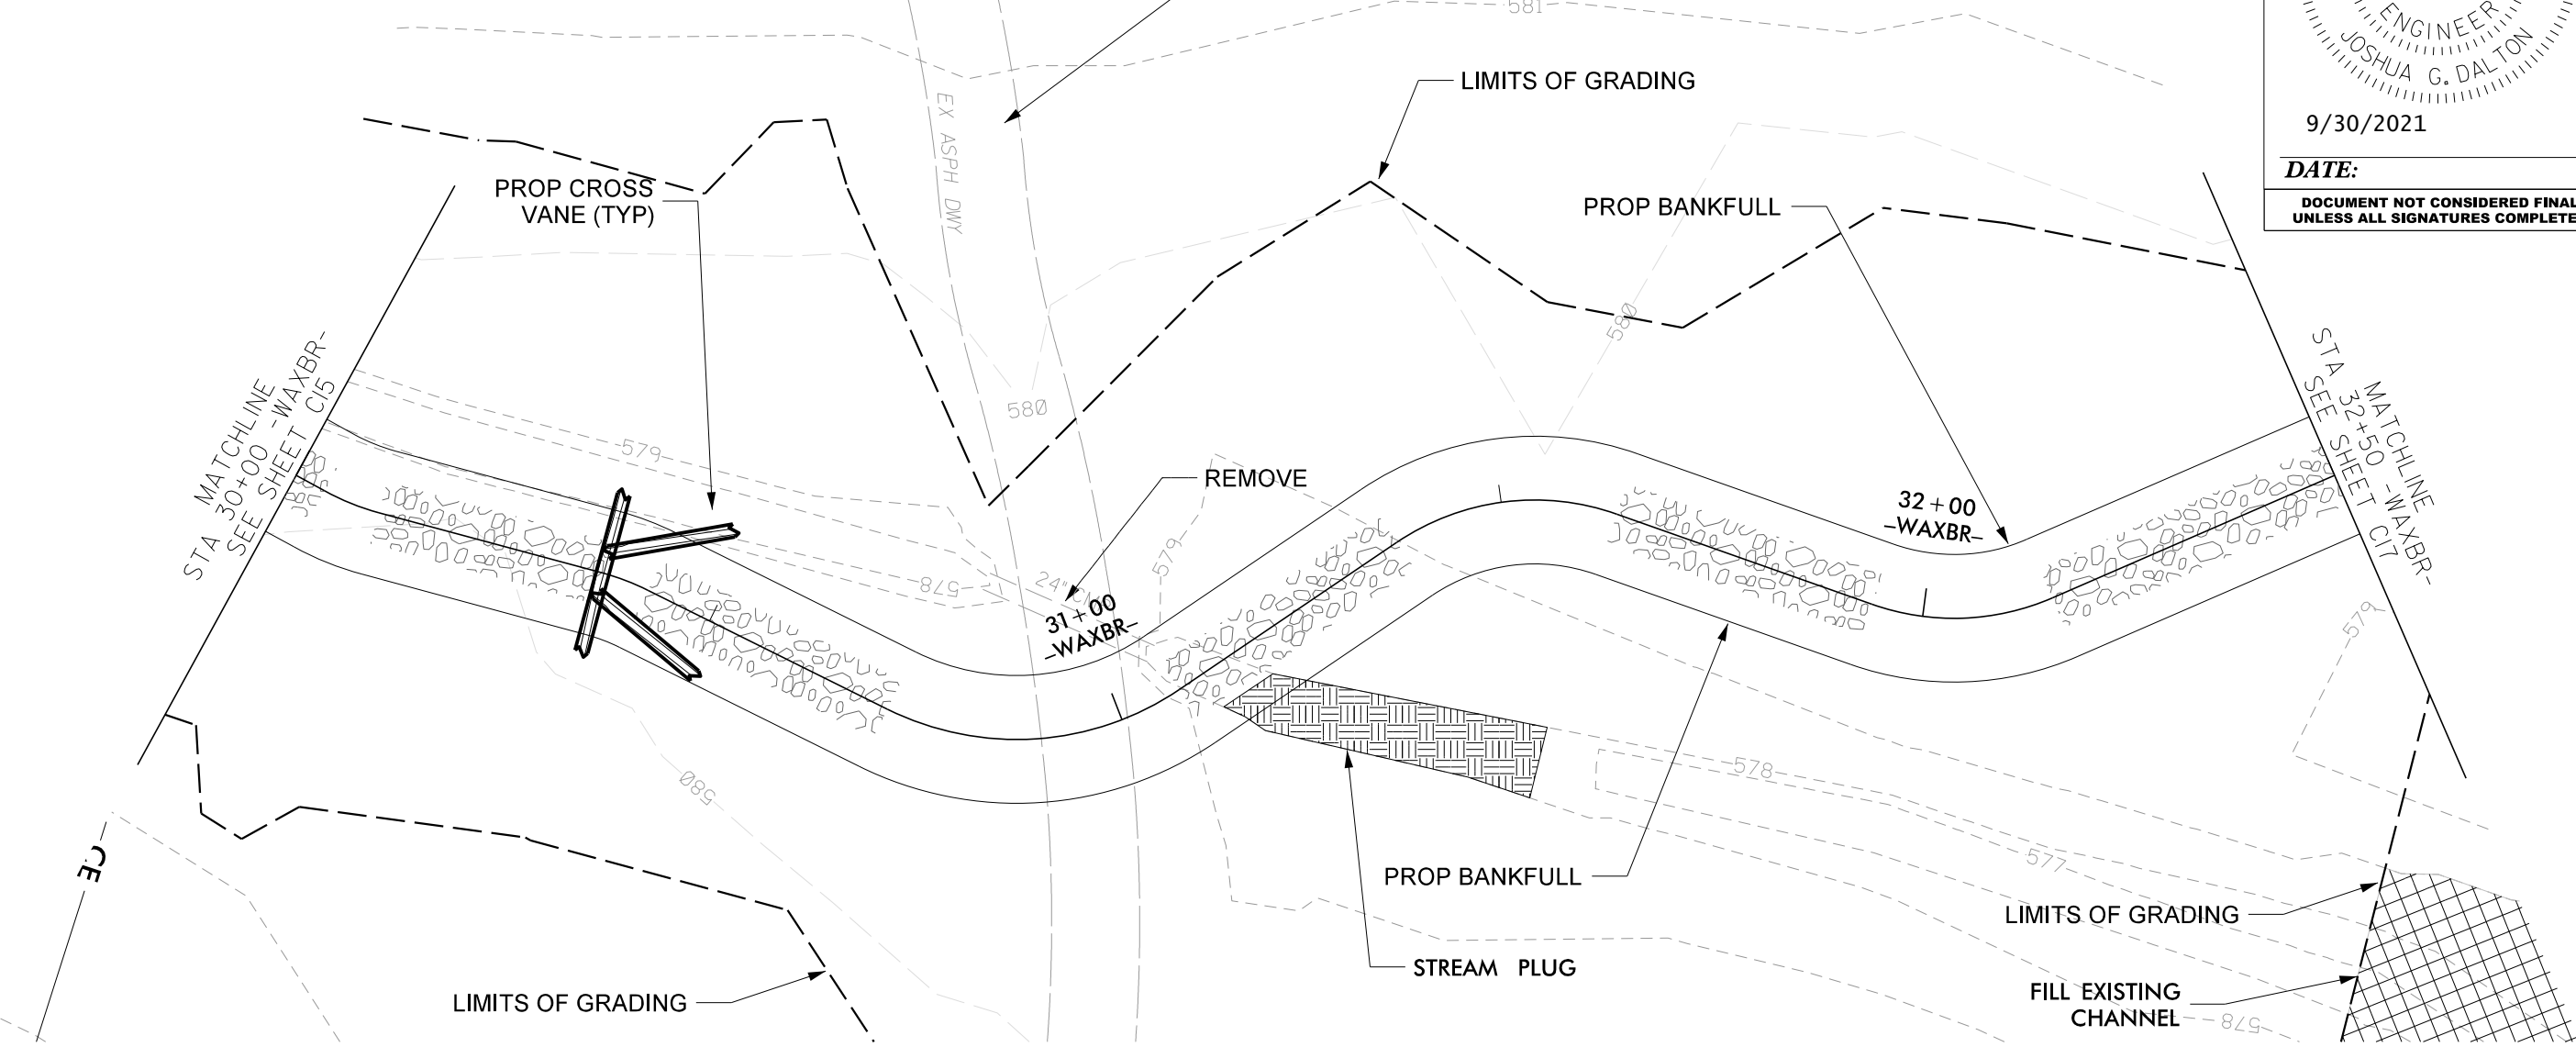 581
ENGINEER
JOSHUA G. DALTON
9/30/2021
DATE:
DOCUMENT NOT CONSIDERED FINAL
UNLESS ALL SIGNATURES COMPLETE
LIMITS OF GRADING
EX ASPH DWY
PROP CROSS
VANE (TYP)
PROP BANKFULL
580
580
MATCHLINE
STA 30+00 -WAXBR-
SEE SHEET C15
MATCHLINE
STA 32+50 -WAXBR-
SEE SHEET C17
579
REMOVE
32+00
-WAXBR-
579
578
24"
31+00
-WAXBR-
579
580
578
CE
PROP BANKFULL
577
LIMITS OF GRADING
STREAM PLUG
LIMITS OF GRADING
FILL EXISTING
CHANNEL
578